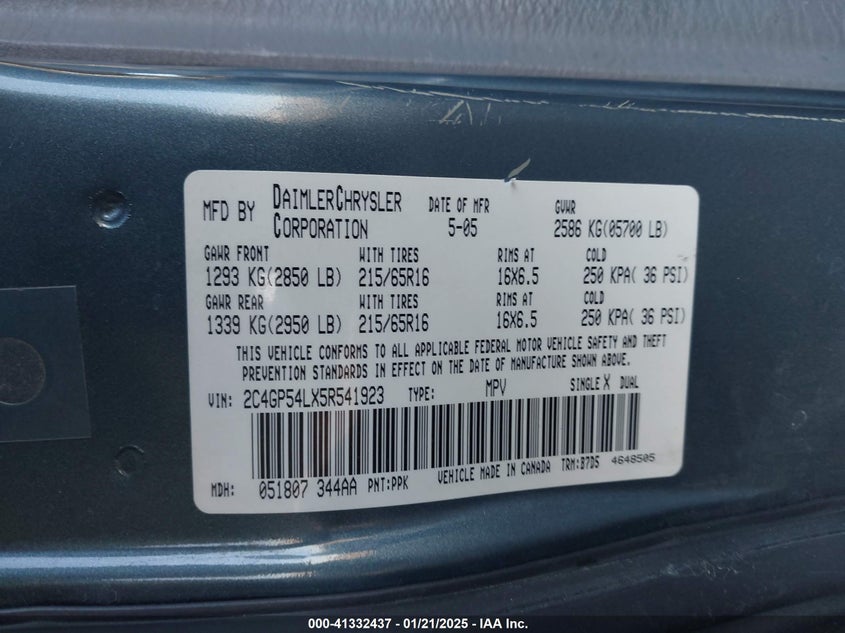 MFD BY DAIMLERCHRYSLER CORPORATION DATE OF MFR 5-05 GVWR 2586 KG(05700 LB)
GAWR FRONT WITH TIRES RIMS AT COLD
1293 KG(2850 LB) 215/65R16 16X6.5 250 KPA( 36 PSI)
GAWR REAR WITH TIRES RIMS AT COLD
1339 KG(2950 LB) 215/65R16 16X6.5 250 KPA( 36 PSI)
THIS VEHICLE CONFORMS TO ALL APPLICABLE FEDERAL MOTOR VEHICLE SAFETY AND THEFT
PREVENTION STANDARDS IN EFFECT ON THE DATE OF MANUFACTURE SHOWN ABOVE.
VIN: 2C4GP54LX5R541923 TYPE: MPV SINGLE X DUAL
MDH: 051807 344AA PNT:PPK VEHICLE MADE IN CANADA TRM:B7D5 4648505
000-41332437 - 01/21/2025 - IAA Inc.